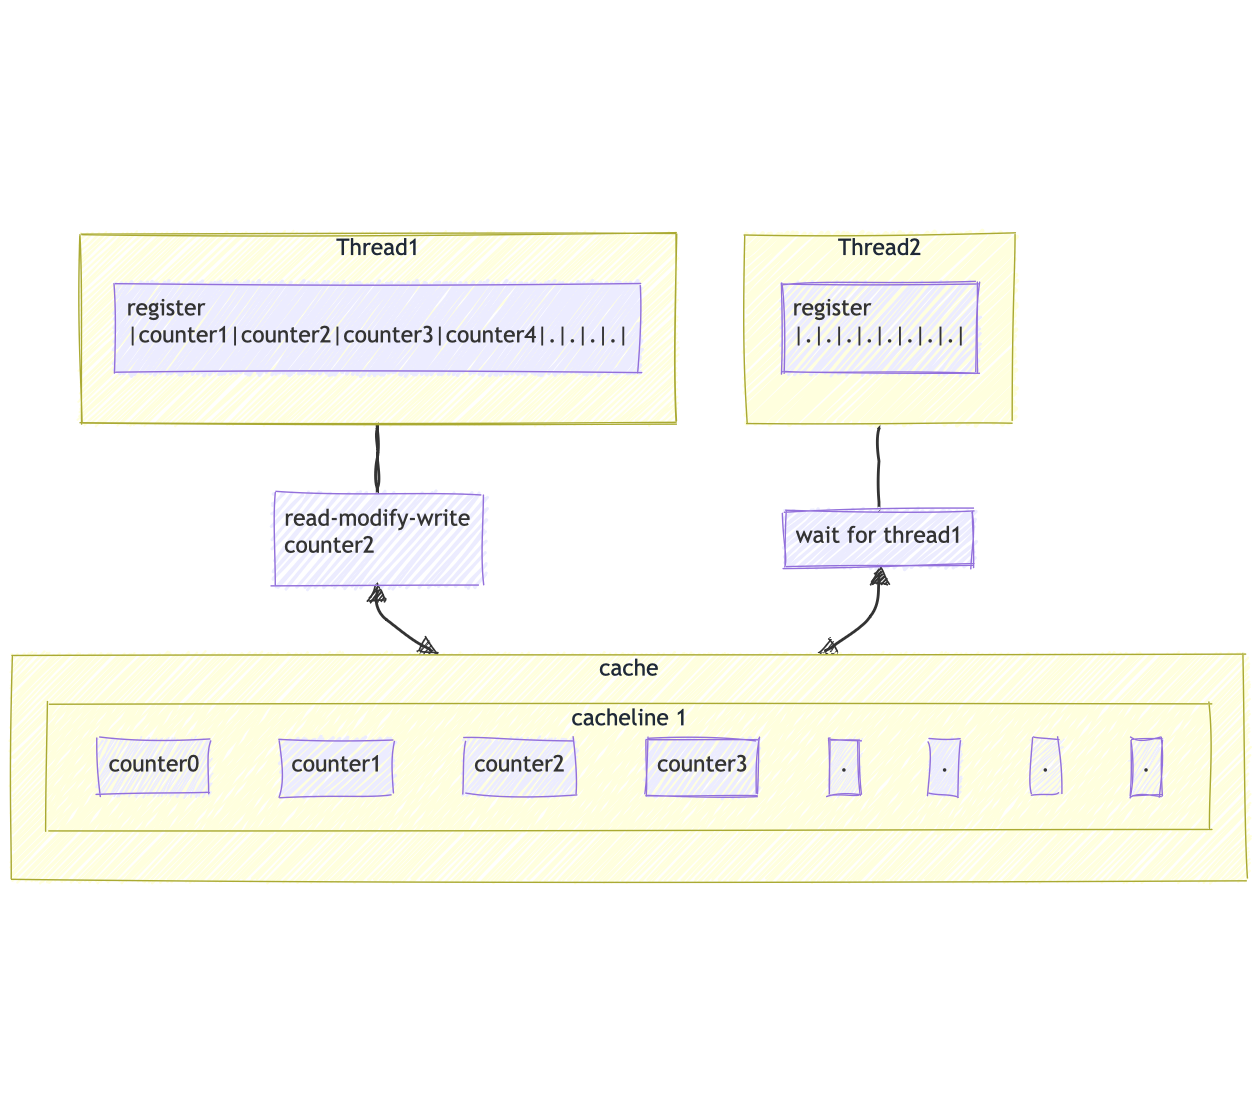 Thread1
register
|counter1|counter2|counter3|counter4|.|.|.|.|
Thread2
register
|.|.|.|.|.|.|.|.|
read-modify-write
counter2
wait for thread1
cache
cacheline 1
counter0
counter1
counter2
counter3
.
.
.
.